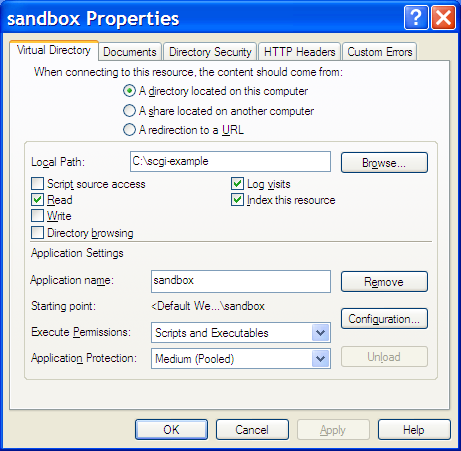 sandbox Properties
Virtual Directory Documents Directory Security HTTP Headers Custom Errors
When connecting to this resource, the content should come from:
A directory located on this computer
A share located on another computer
A redirection to a URL
Local Path: C:\scgi-example Browse...
Script source access Log visits
Read Index this resource
Write
Directory browsing
Application Settings
Application name: sandbox Remove
Starting point: <Default We...\sandbox
Execute Permissions: Scripts and Executables Configuration...
Application Protection: Medium (Pooled) Unload
OK Cancel Apply Help